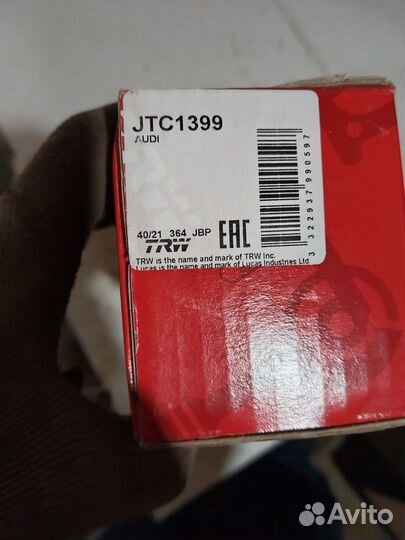 JTC1399
AUDI
40/21 364 JBP
TRW
EAC
TRW is the name and mark of TRW Inc.
Lucas is the name and mark of Lucas Industries Ltd.
3 322937 990597
Avito